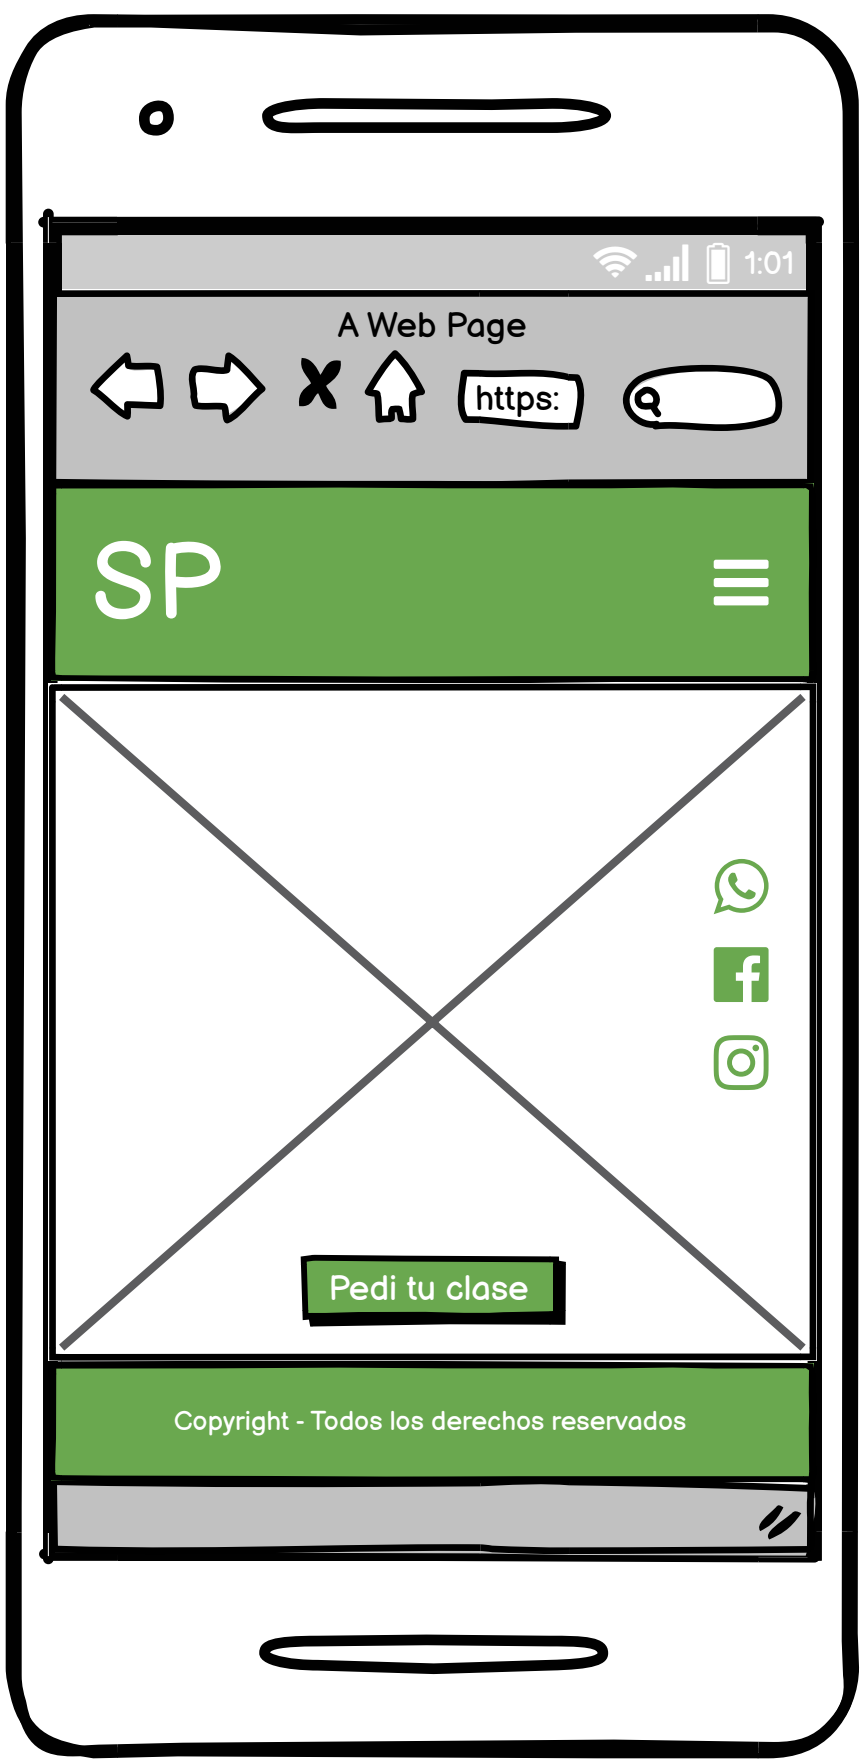 1:01
A Web Page
https:
SP
Pedi tu clase
Copyright - Todos los derechos reservados